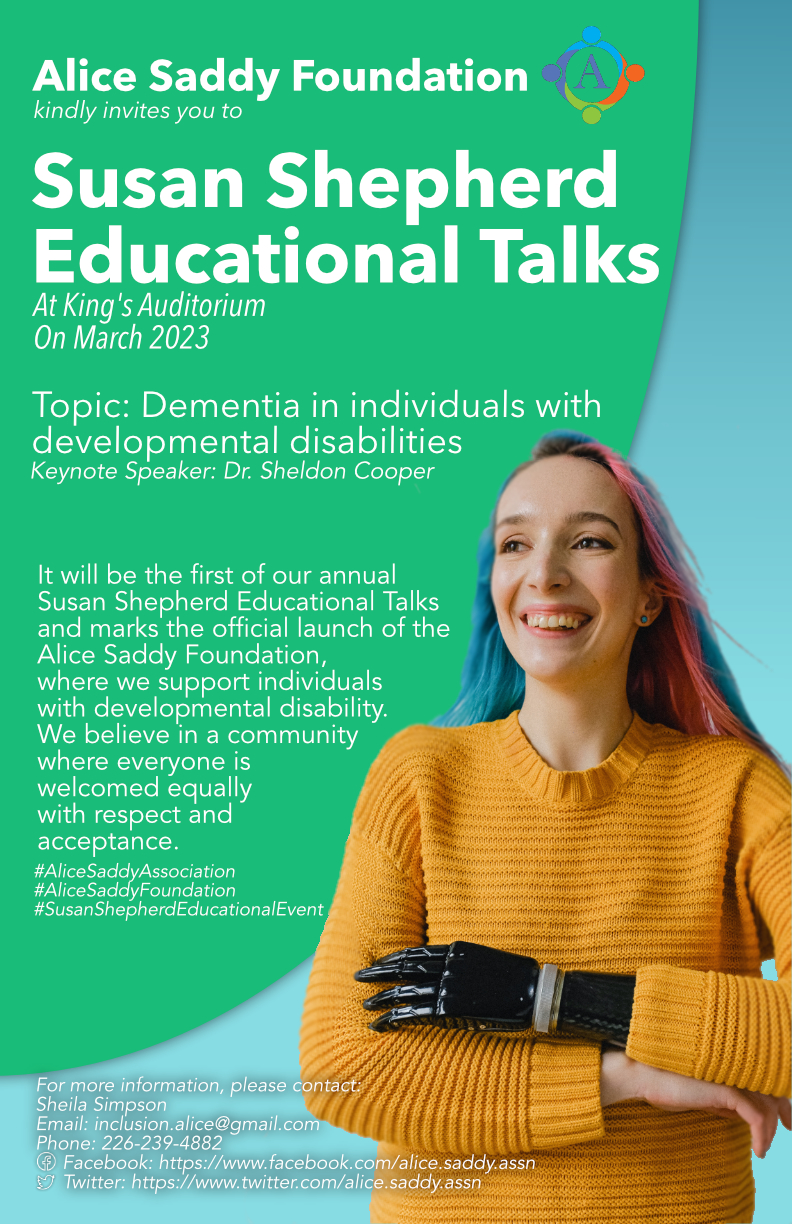 Alice Saddy Foundation
A
kindly invites you to
Susan Shepherd
Educational Talks
At King's Auditorium
On March 2023
Topic: Dementia in individuals with
developmental disabilities
Keynote Speaker: Dr. Sheldon Cooper
It will be the first of our annual
Susan Shepherd Educational Talks
and marks the official launch of the
Alice Saddy Foundation,
where we support individuals
with developmental disability.
We believe in a community
where everyone is
welcomed equally
with respect and
acceptance.
#AliceSaddyAssociation
#AliceSaddyFoundation
#SusanShepherdEducationalEvent
For more information, please contact:
Sheila Simpson
Email: inclusion.alice@gmail.com
Phone: 226-239-4882
Facebook: https://www.facebook.com/alice.saddy.assn
Twitter: https://www.twitter.com/alice.saddy.assn